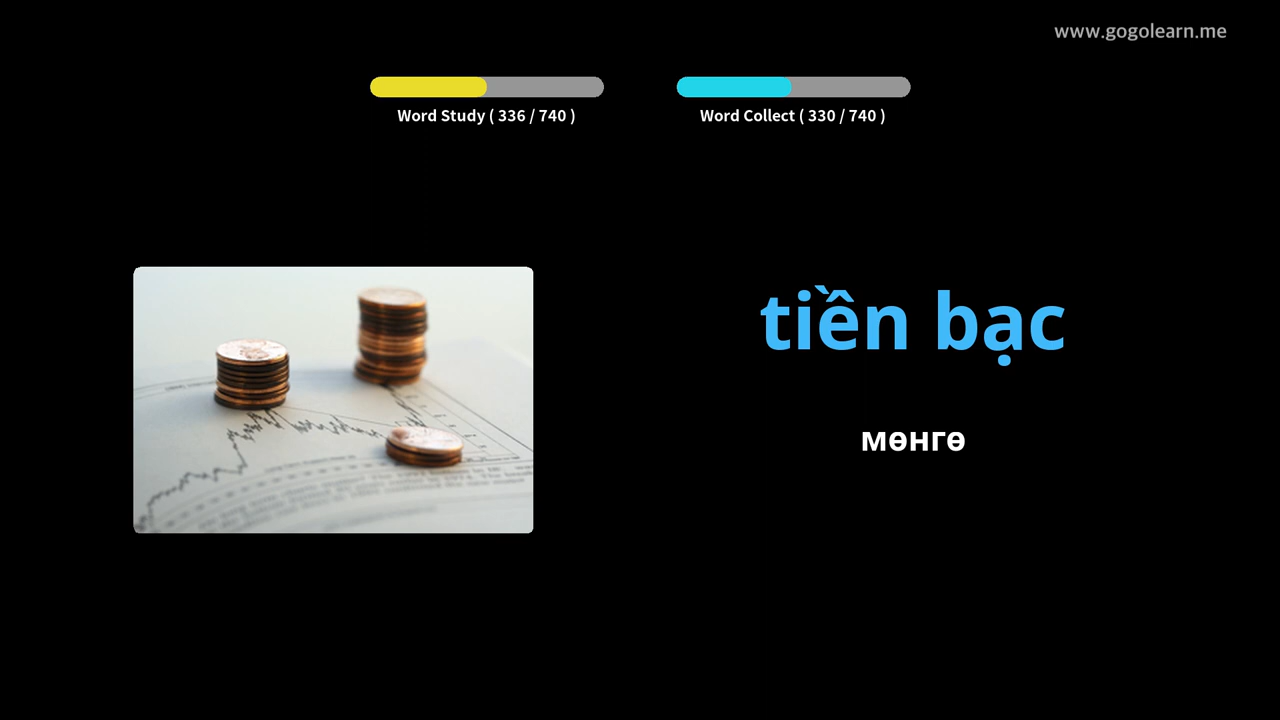 www.gogolearn.me
Word Study ( 336 / 740 )
Word Collect ( 330 / 740 )
tiền bạc
мөнгө